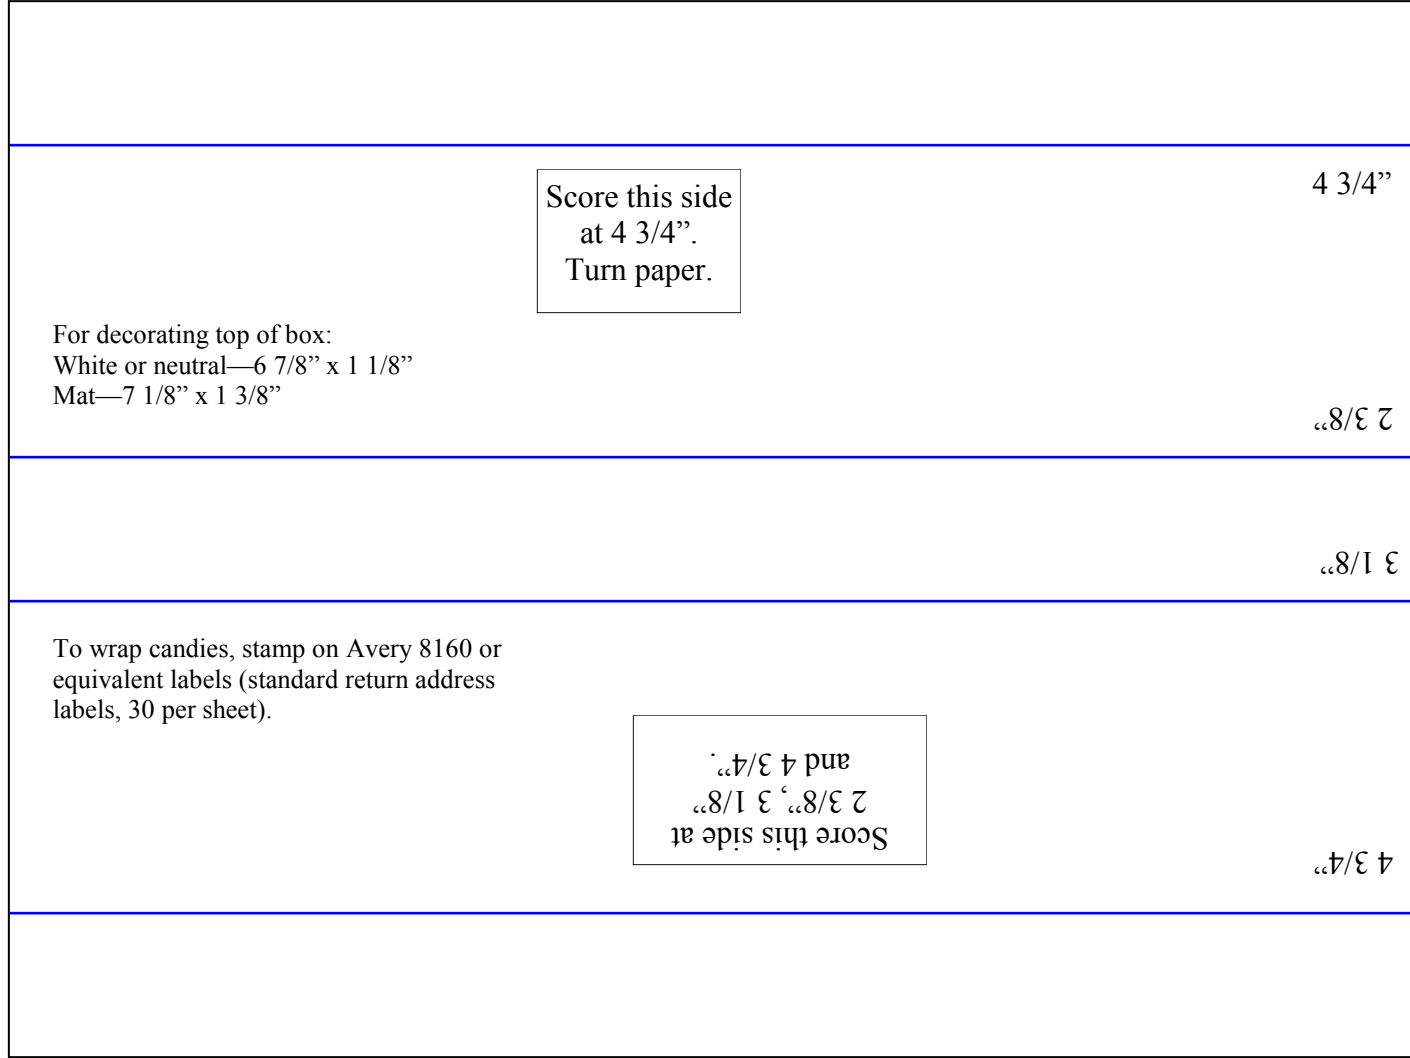 Score this side
at 4 3/4”.
Turn paper.
4 3/4”
For decorating top of box:
White or neutral—6 7/8” x 1 1/8”
Mat—7 1/8” x 1 3/8”
2 3/8”
3 1/8”
To wrap candies, stamp on Avery 8160 or
equivalent labels (standard return address
labels, 30 per sheet).
Score this side at
2 3/8”, 3 1/8”
and 4 3/4”.
4 3/4”